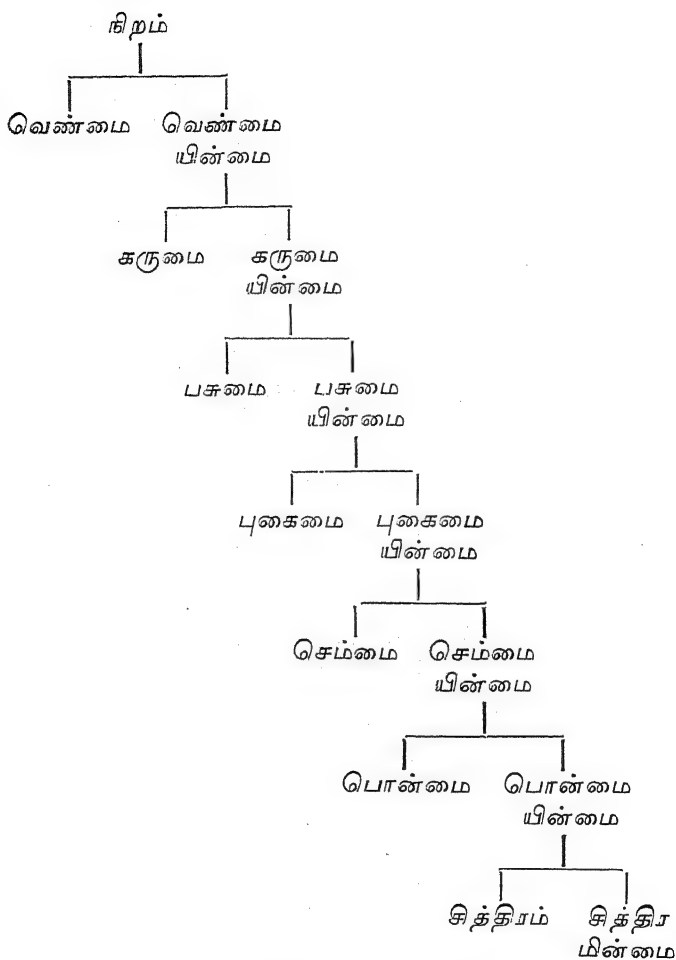 நிறம்
வெண்மை வெண்மை
யின்மை
கருமை கருமை
யின்மை
பசுமை பசுமை
யின்மை
புகைமை புகைமை
யின்மை
செம்மை செம்மை
யின்மை
பொன்மை பொன்மை
யின்மை
சித்திரம் சித்திர
மின்மை